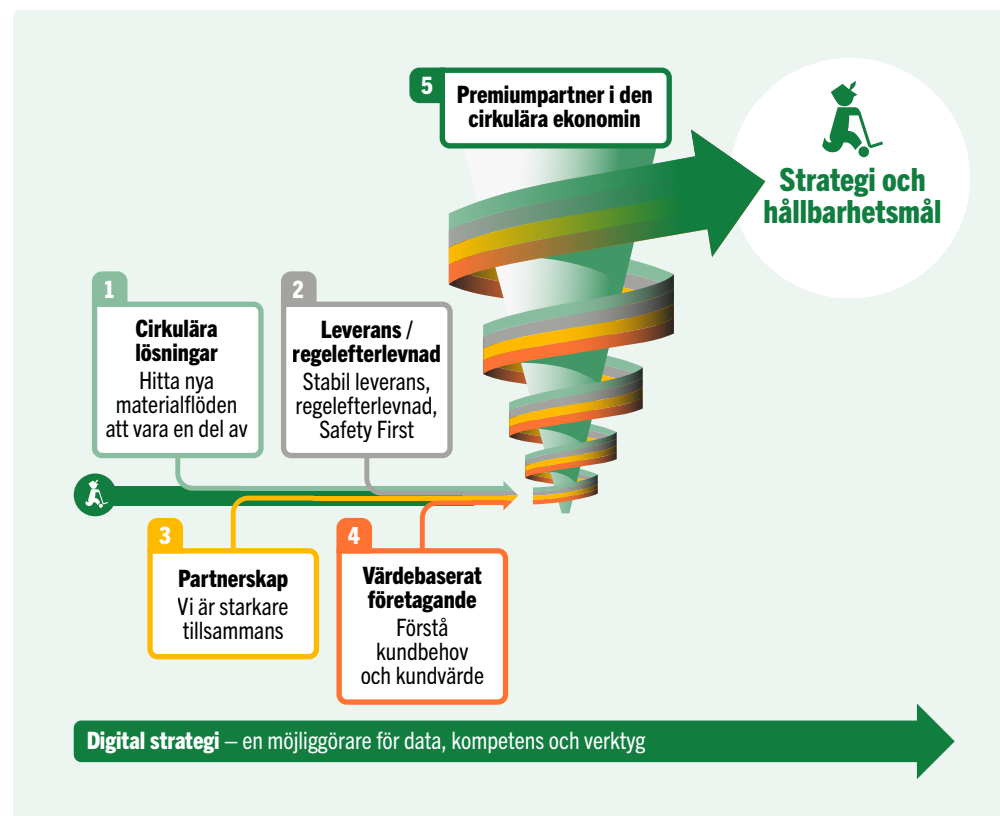 5
Premiumpartner i den
cirkulära ekonomin
Strategi och
hållbarhetsmål
1
Cirkulära
lösningar
Hitta nya
materialflöden
att vara en del av
2
Leverans /
regelefterlevnad
Stabil leverans,
regelefterlevnad,
Safety First
3
Partnerskap
Vi är starkare
tillsammans
4
Värdebaserat
företagande
Förstå
kundbehov
och kundvärde
Digital strategi – en möjliggörare för data, kompetens och verktyg